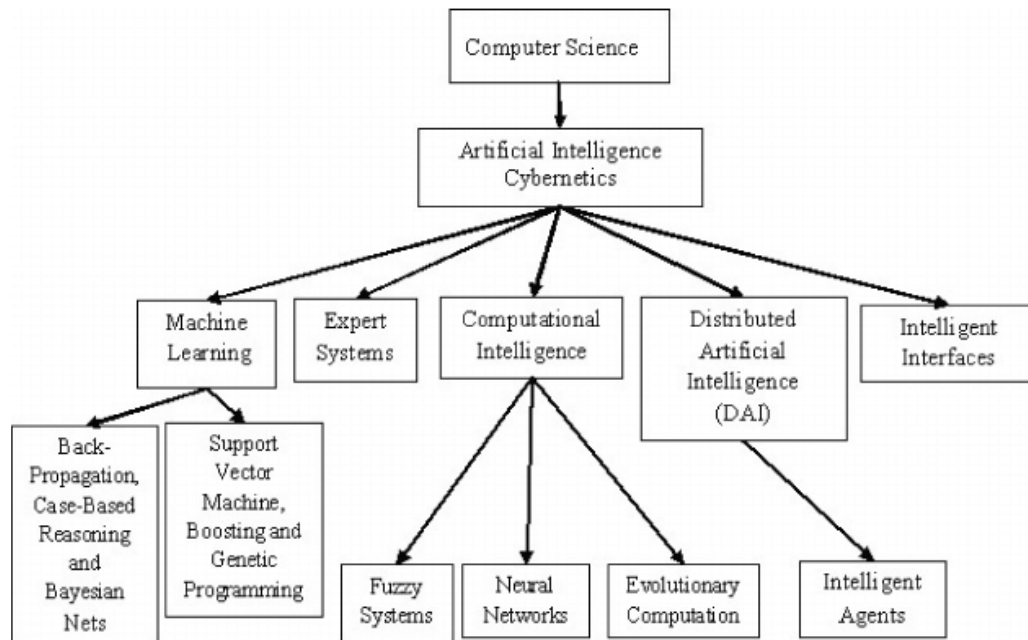 Computer Science
Artificial Intelligence
Cybernetics
Machine
Learning
Expert
Systems
Computational
Intelligence
Distributed
Artificial
Intelligence
(DAI)
Intelligent
Interfaces
Back-
Propagation,
Case-Based
Reasoning
and
Bayesian
Nets
Support
Vector
Machine,
Boosting and
Genetic
Programming
Fuzzy
Systems
Neural
Networks
Evolutionary
Computation
Intelligent
Agents